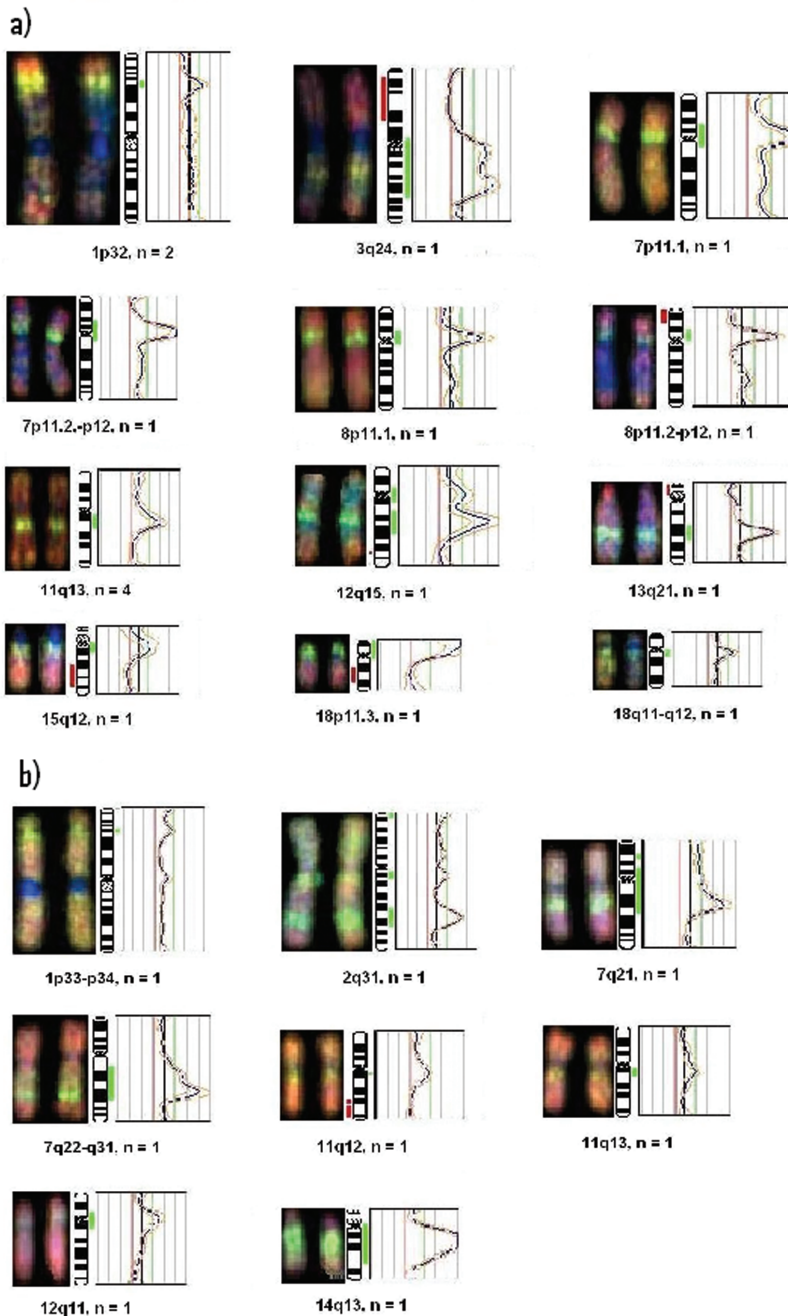 a)
1p32, n = 2
3q24, n = 1
7p11.1, n = 1
7p11.2.-p12, n = 1
8p11.1, n = 1
8p11.2-p12, n = 1
11q13, n = 4
12q15, n = 1
13q21, n = 1
15q12, n = 1
18p11.3, n = 1
18q11-q12, n = 1
b)
1p33-p34, n = 1
2q31, n = 1
7q21, n = 1
7q22-q31, n = 1
11q12, n = 1
11q13, n = 1
12q11, n = 1
14q13, n = 1